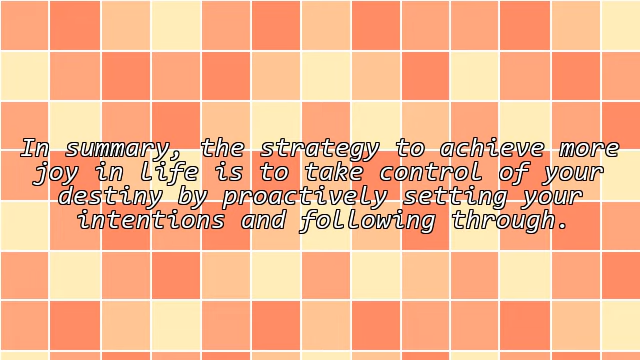 In summary, the strategy to achieve more
joy in life is to take control of your
destiny by proactively setting your
intentions and following through.